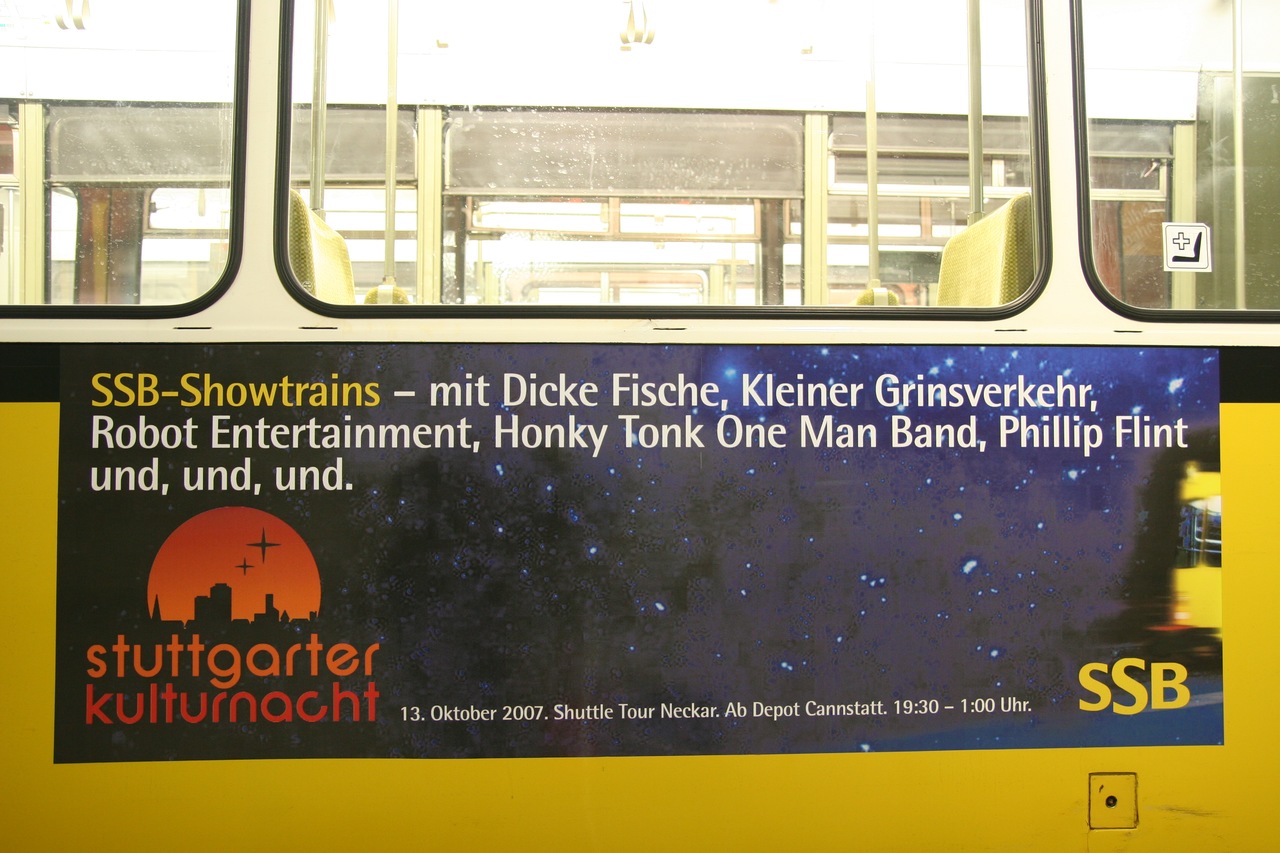 SSB-Showtrains – mit Dicke Fische, Kleiner Grinsverkehr,
Robot Entertainment, Honky Tonk One Man Band, Phillip Flint
und, und, und.
stuttgarter
kulturnacht
13. Oktober 2007. Shuttle Tour Neckar. Ab Depot Cannstatt. 19:30 – 1:00 Uhr.
SSB